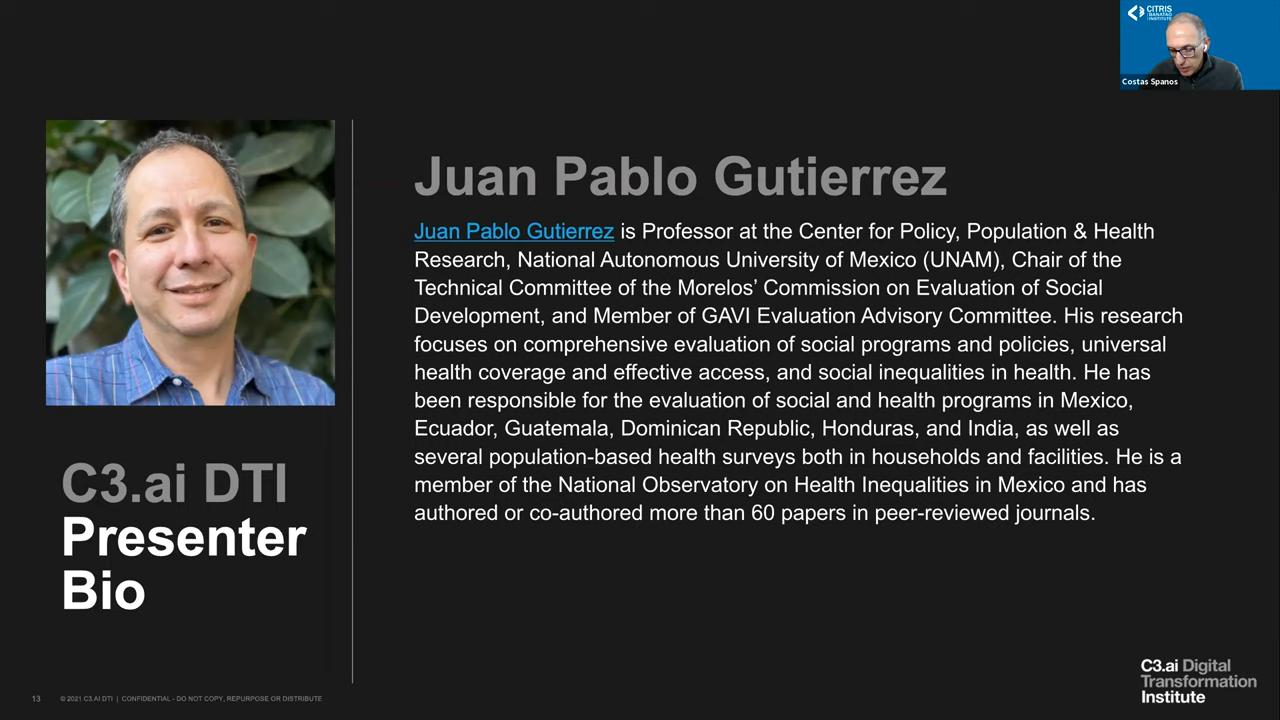 CITRIS
BANATAO
INSTITUTE
Costas Spanos
Juan Pablo Gutierrez
Juan Pablo Gutierrez is Professor at the Center for Policy, Population & Health
Research, National Autonomous University of Mexico (UNAM), Chair of the
Technical Committee of the Morelos’ Commission on Evaluation of Social
Development, and Member of GAVI Evaluation Advisory Committee. His research
focuses on comprehensive evaluation of social programs and policies, universal
health coverage and effective access, and social inequalities in health. He has
been responsible for the evaluation of social and health programs in Mexico,
Ecuador, Guatemala, Dominican Republic, Honduras, and India, as well as
several population-based health surveys both in households and facilities. He is a
member of the National Observatory on Health Inequalities in Mexico and has
authored or co-authored more than 60 papers in peer-reviewed journals.
C3.ai DTI
Presenter
Bio
13 © 2021 C3.AI DTI | CONFIDENTIAL - DO NOT COPY, REPURPOSE OR DISTRIBUTE
C3.ai Digital
Transformation
Institute